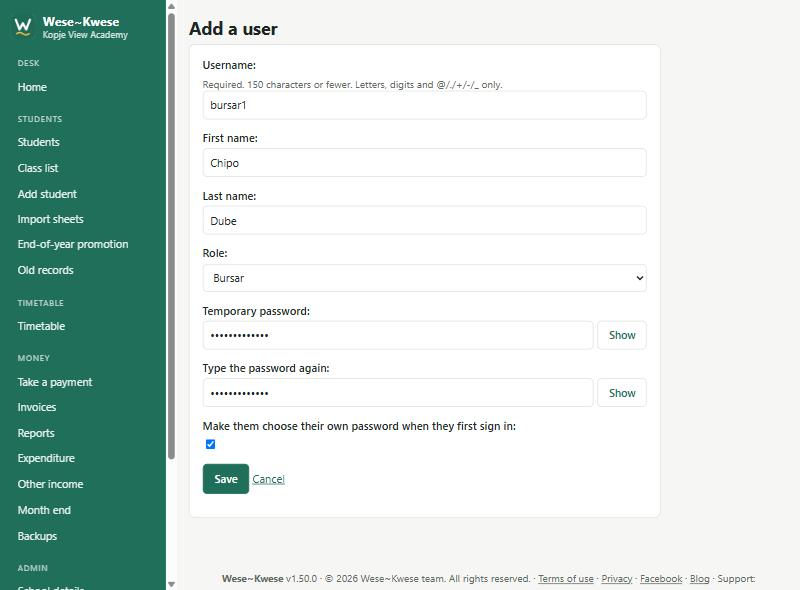 Wese~Kwese
Kopje View Academy
DESK
Home
STUDENTS
Students
Class list
Add student
Import sheets
End-of-year promotion
Old records
TIMETABLE
Timetable
MONEY
Take a payment
Invoices
Reports
Expenditure
Other income
Month end
Backups
ADMIN
School details
Add a user
Username:
Required. 150 characters or fewer. Letters, digits and @/./+/-/_ only.
bursar1
First name:
Chipo
Last name:
Dube
Role:
Bursar
Temporary password:
•••••••••••••
Show
Type the password again:
•••••••••••••
Show
Make them choose their own password when they first sign in:
Save Cancel
Wese~Kwese v1.50.0 · © 2026 Wese~Kwese team. All rights reserved. · Terms of use · Privacy · Facebook · Blog · Support: